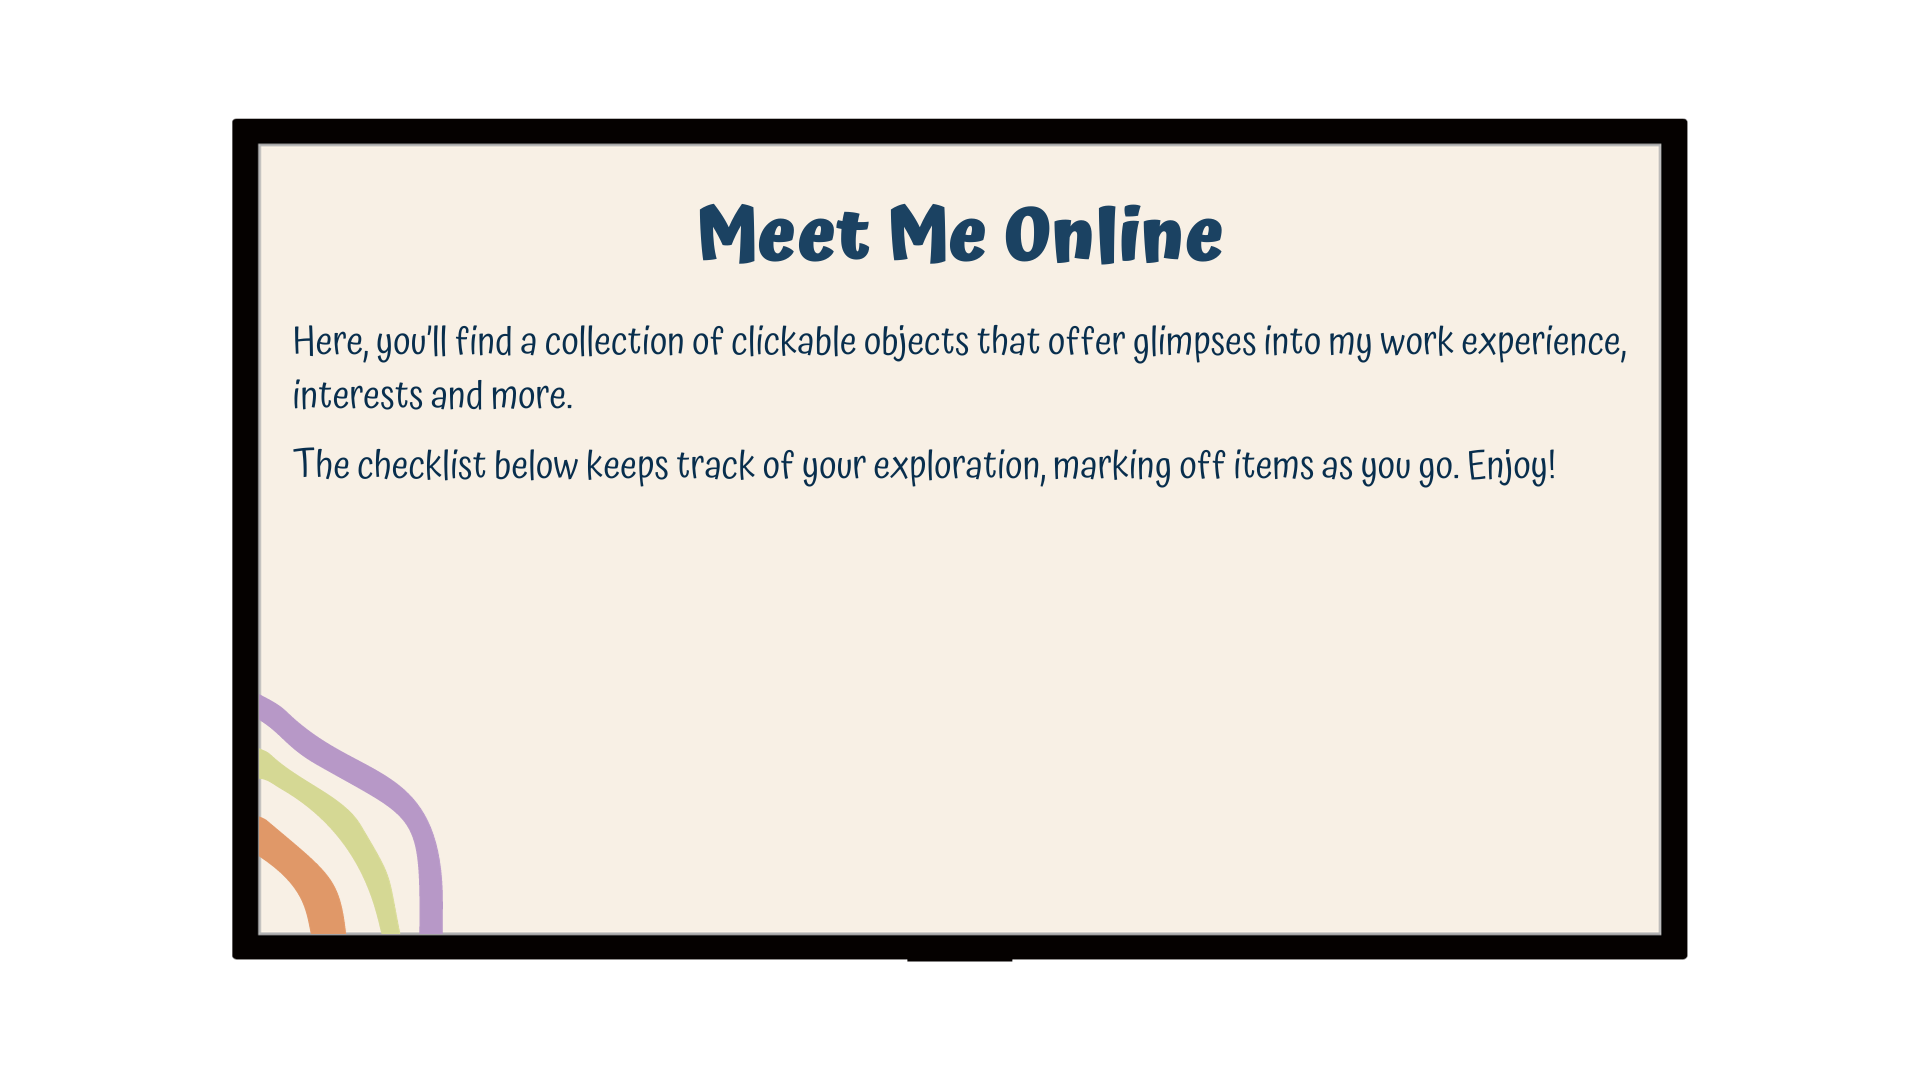 Meet Me Online
Here, you'll find a collection of clickable objects that offer glimpses into my work experience,
interests and more.
The checklist below keeps track of your exploration, marking off items as you go. Enjoy!